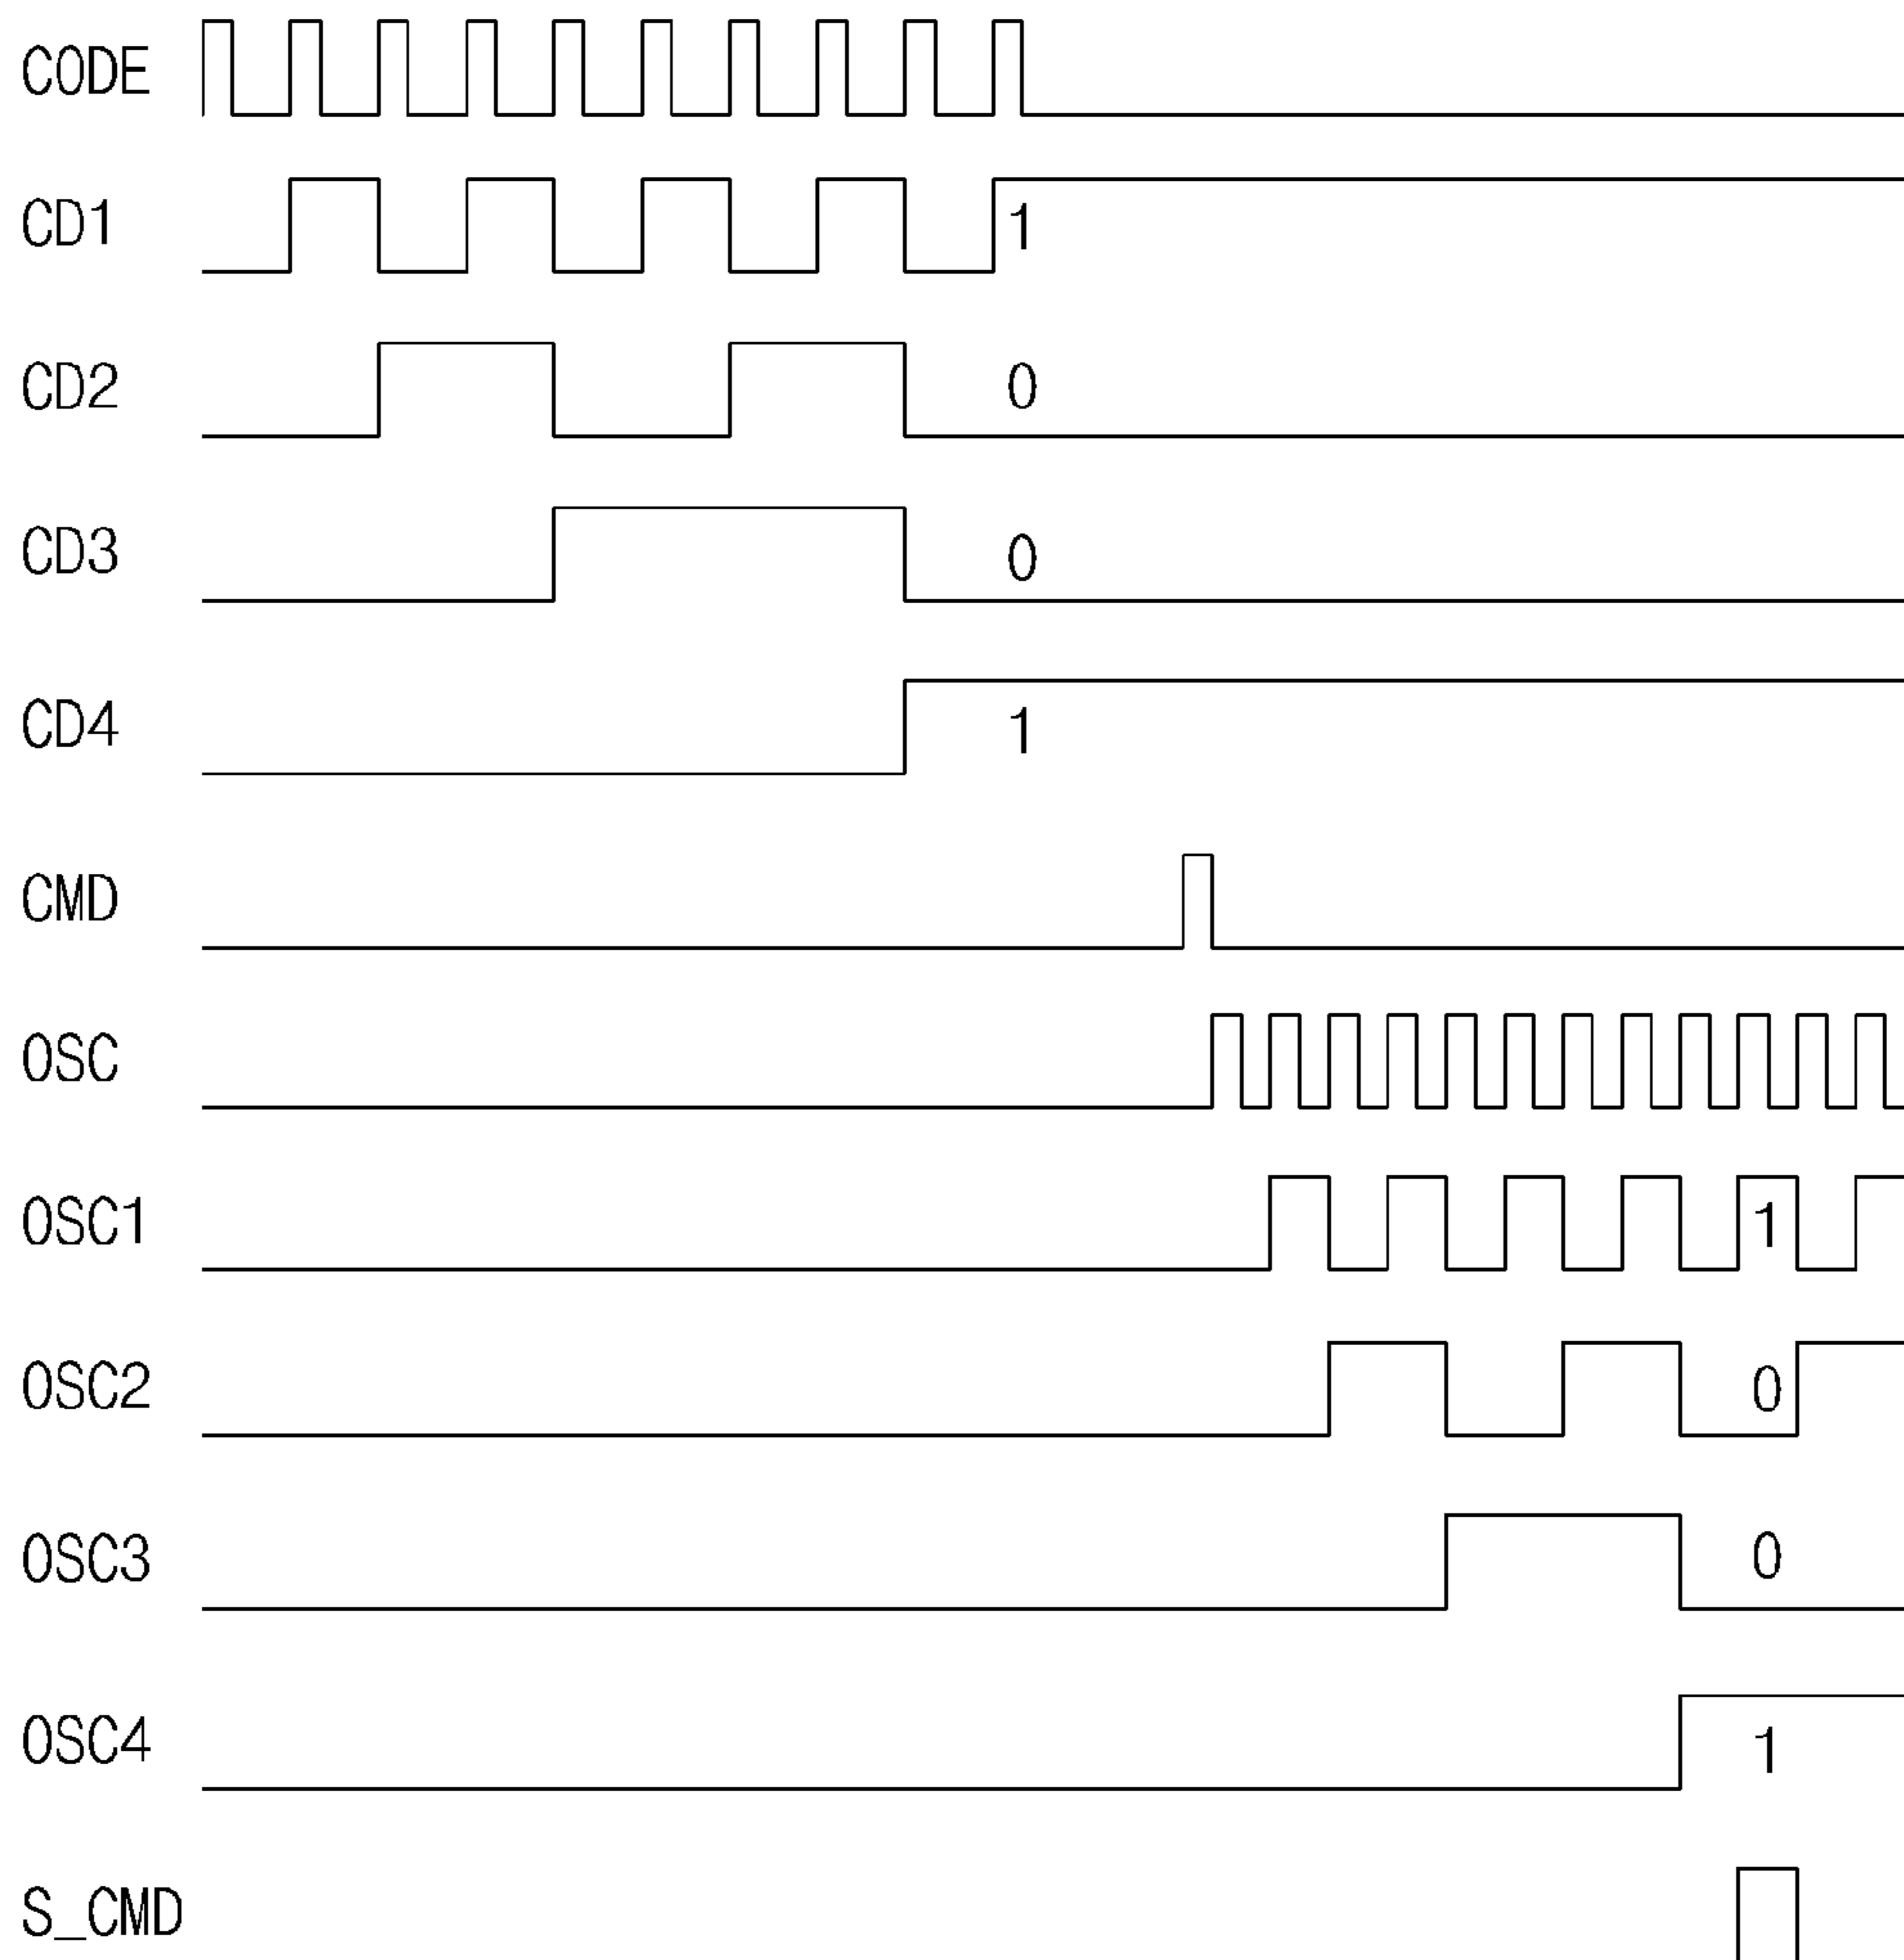 CODE
CD1 1
CD2 0
CD3 0
CD4 1
CMD
OSC
OSC1 1
OSC2 0
OSC3 0
OSC4 1
S_CMD